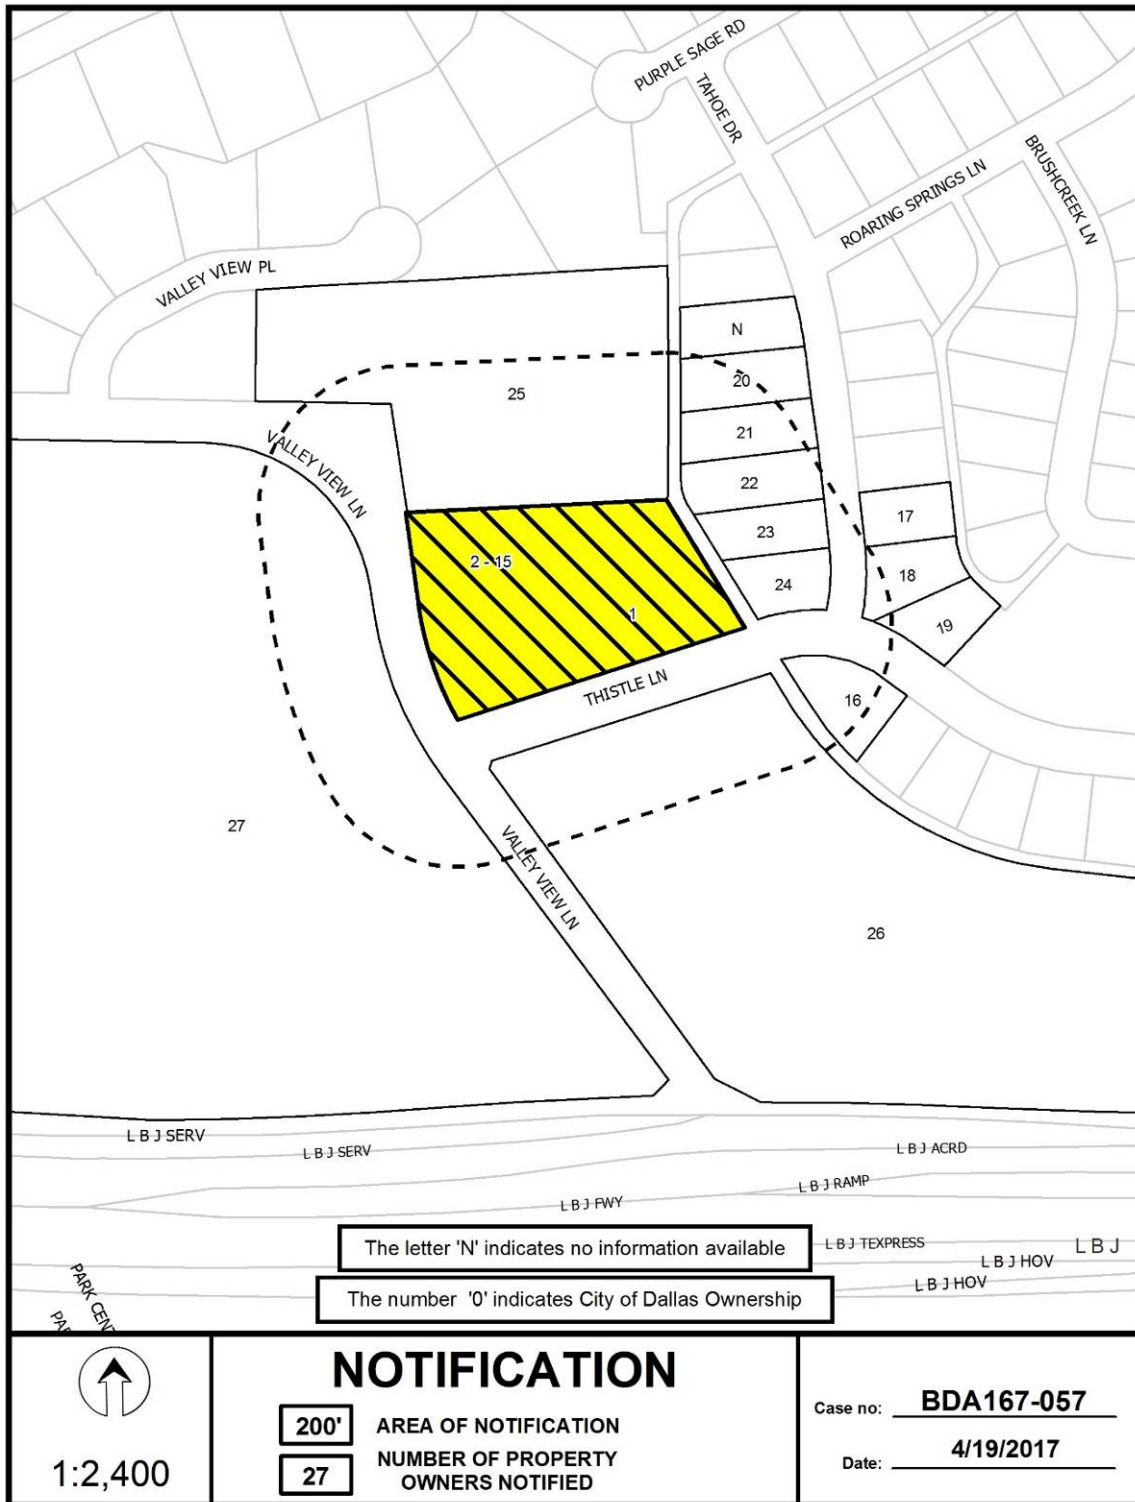 PURPLE SAGE RD
TAHOE DR
BRUSHCREEK LN
ROARING SPRINGS LN
VALLEY VIEW PL
N
20
25
21
VALLEY VIEW LN
22
17
23
2 - 15
18
24
1
19
THISTLE LN
16
27
VALLEY VIEW LN
26
L B J SERV
L B J SERV
L B J ACRD
L B J RAMP
L B J FWY
The letter 'N' indicates no information available
L B J TEXPRESS
L B J
L B J HOV
The number '0' indicates City of Dallas Ownership
L B J HOV
PARK
NOTIFICATION
200' AREA OF NOTIFICATION
27 NUMBER OF PROPERTY
OWNERS NOTIFIED
1:2,400
Case no: BDA167-057
Date: 4/19/2017